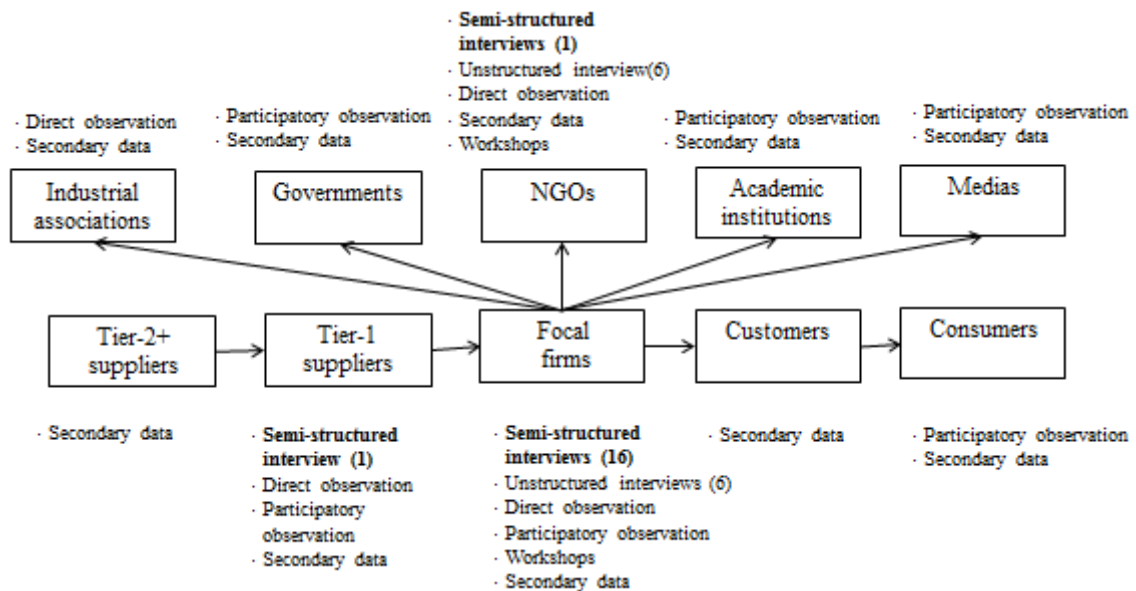 · Semi-structured
interviews (1)
· Unstructured interview(6)
· Direct observation
· Secondary data
· Workshops
· Direct observation
· Secondary data
· Participatory observation
· Secondary data
· Participatory observation
· Secondary data
· Participatory observation
· Secondary data
Industrial
associations
Governments
NGOs
Academic
institutions
Medias
Tier-2+
suppliers
Tier-1
suppliers
Focal
firms
Customers
Consumers
· Secondary data
· Semi-structured
interview (1)
· Direct observation
· Participatory
observation
· Secondary data
· Semi-structured
interviews (16)
· Unstructured interviews (6)
· Direct observation
· Participatory observation
· Workshops
· Secondary data
· Secondary data
· Participatory observation
· Secondary data